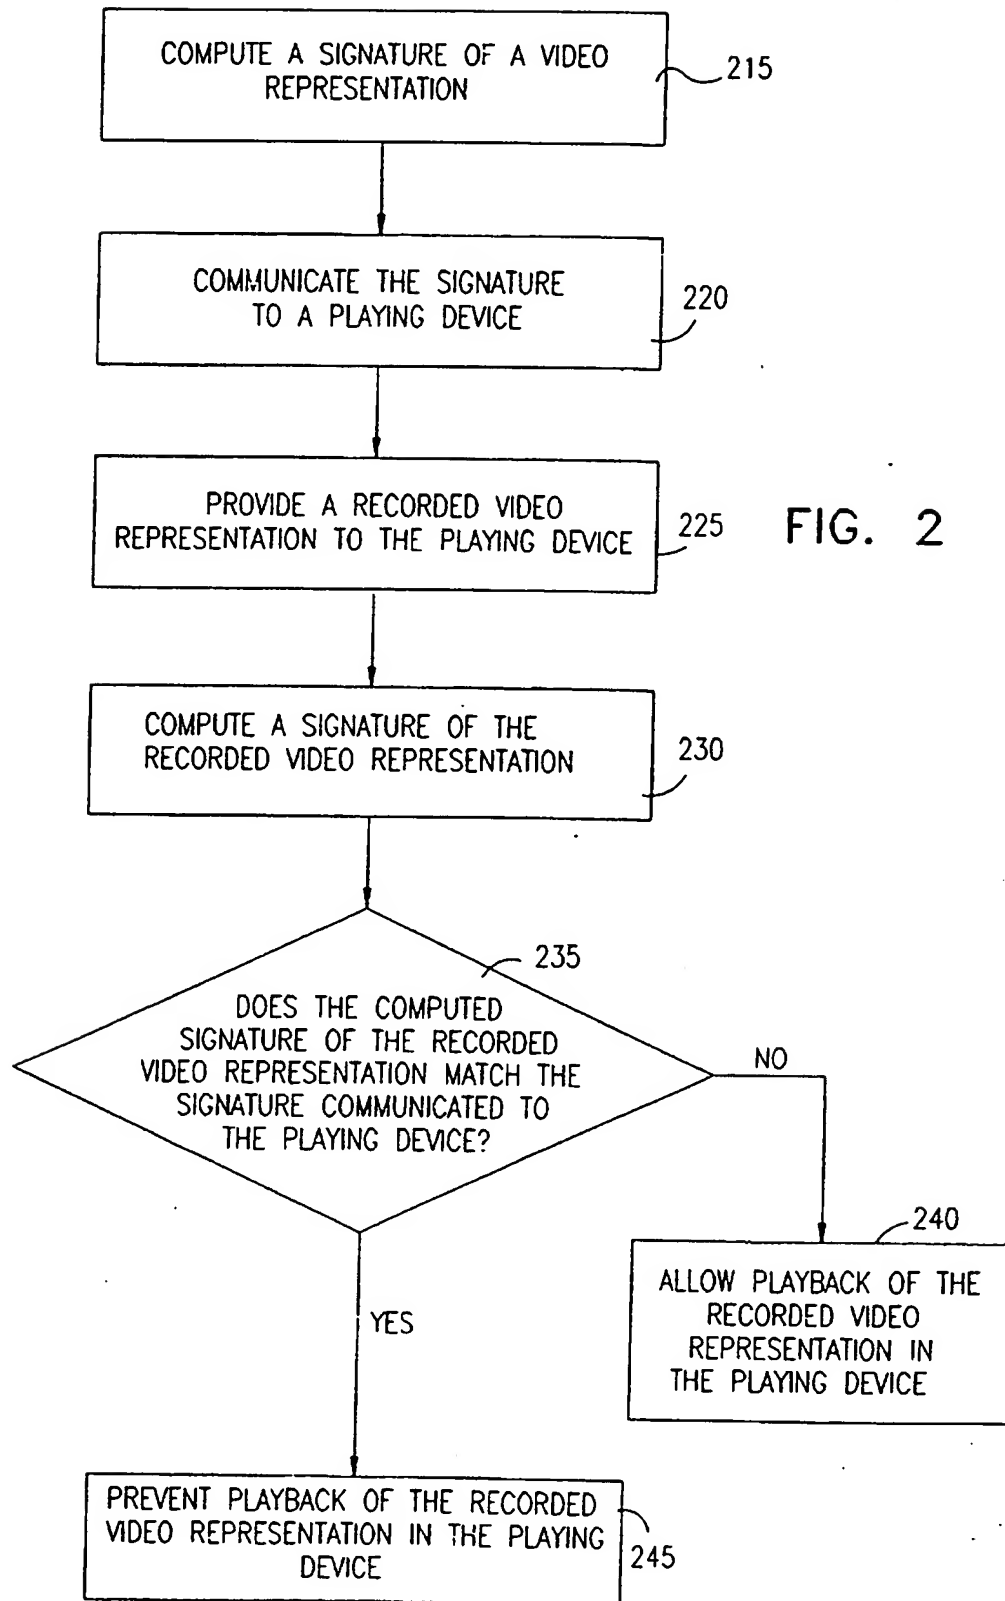 COMPUTE A SIGNATURE OF A VIDEO
REPRESENTATION
215
COMMUNICATE THE SIGNATURE
TO A PLAYING DEVICE
220
PROVIDE A RECORDED VIDEO
REPRESENTATION TO THE PLAYING DEVICE
225
FIG. 2
COMPUTE A SIGNATURE OF THE
RECORDED VIDEO REPRESENTATION
230
235
DOES THE COMPUTED
SIGNATURE OF THE RECORDED
VIDEO REPRESENTATION MATCH THE
SIGNATURE COMMUNICATED TO
THE PLAYING DEVICE?
NO
240
ALLOW PLAYBACK OF THE
RECORDED VIDEO
REPRESENTATION IN
THE PLAYING DEVICE
YES
PREVENT PLAYBACK OF THE RECORDED
VIDEO REPRESENTATION IN THE PLAYING
DEVICE
245